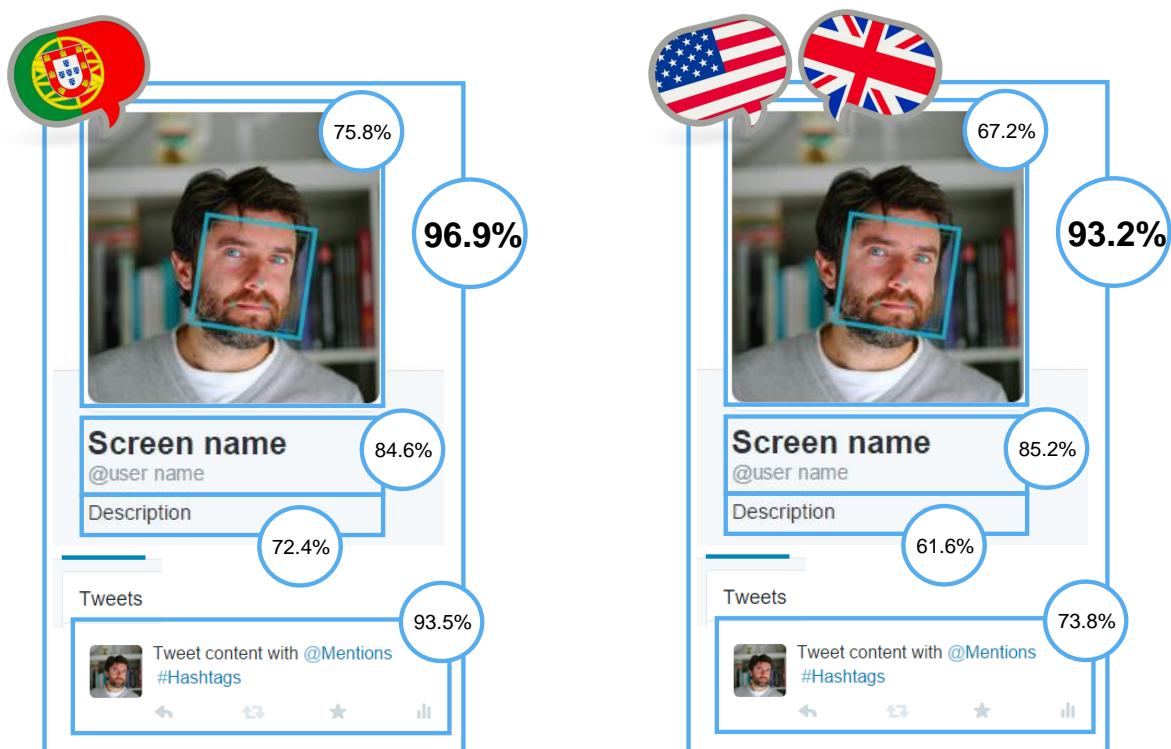 75.8%
96.9%
Screen name
@user name
84.6%
Description
72.4%
Tweets
93.5%
Tweet content with @Mentions
#Hashtags
67.2%
93.2%
Screen name
@user name
85.2%
Description
61.6%
Tweets
73.8%
Tweet content with @Mentions
#Hashtags